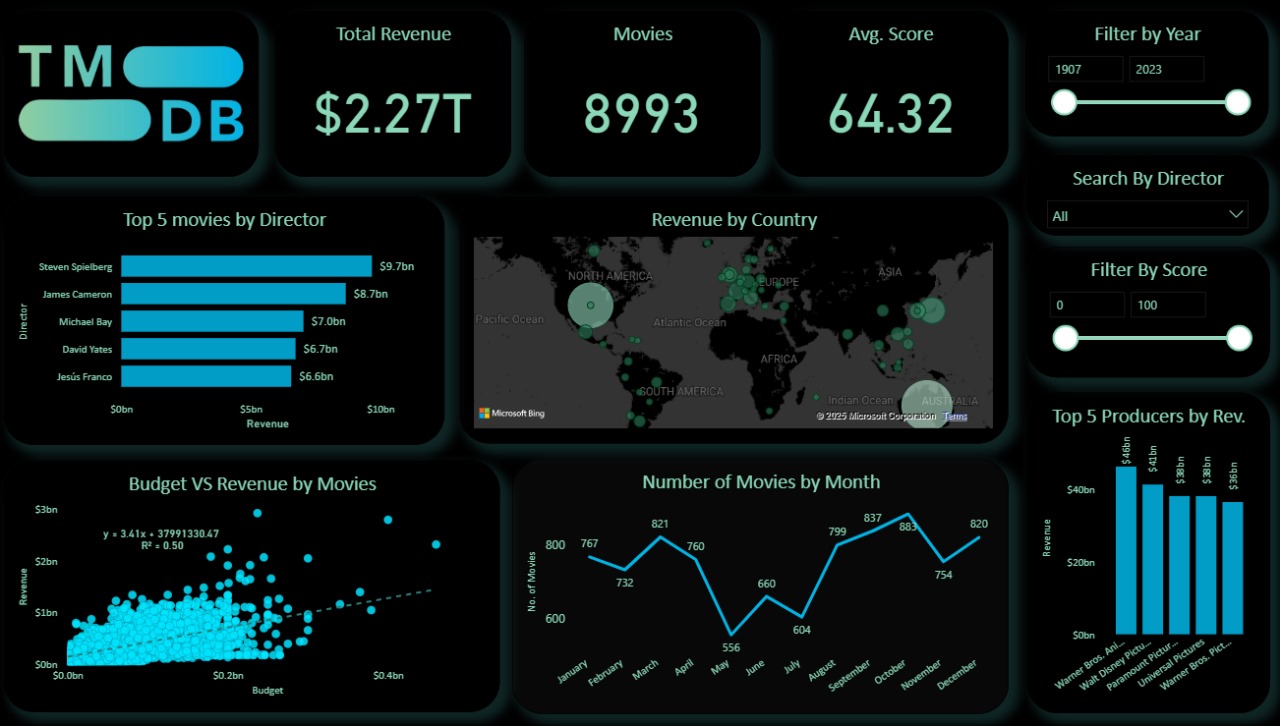 TM
DB
Total Revenue
$2.27T
Movies
8993
Avg. Score
64.32
Filter by Year
1907
2023
Search By Director
All
Filter By Score
0
100
Top 5 movies by Director
Director
Steven Spielberg
$9.7bn
James Cameron
$8.7bn
Michael Bay
$7.0bn
David Yates
$6.7bn
Jesús Franco
$6.6bn
$0bn
$5bn
$10bn
Revenue
Revenue by Country
NORTH AMERICA
EUROPE
ASIA
Pacific Ocean
Atlantic Ocean
AFRICA
SOUTH AMERICA
Indian Ocean
AUSTRALIA
Microsoft Bing
© 2025 Microsoft Corporation Terms
Top 5 Producers by Rev.
Revenue
$46bn
$41bn
$38bn
$38bn
$36bn
$40bn
$20bn
$0bn
Warner Bros. Ani...
Walt Disney Pictu...
Paramount Pictur...
Universal Pictures
Warner Bros. Pict...
Budget VS Revenue by Movies
Revenue
$3bn
$2bn
$1bn
$0bn
y = 3.41x + 37991330.47
R² = 0.50
$0.0bn
$0.2bn
$0.4bn
Budget
Number of Movies by Month
No. of Movies
800
600
767
732
821
760
556
660
604
799
837
883
754
820
January
February
March
April
May
June
July
August
September
October
November
December